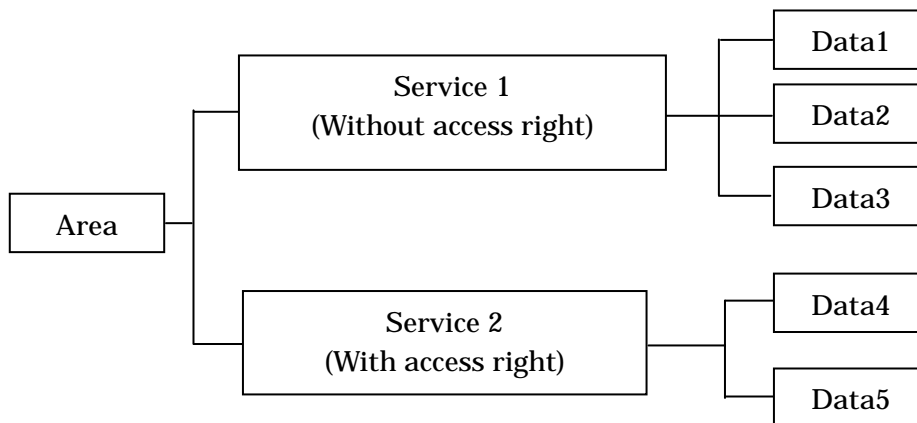 Area
Service 1
(Without access right)
Data1
Data2
Data3
Service 2
(With access right)
Data4
Data5